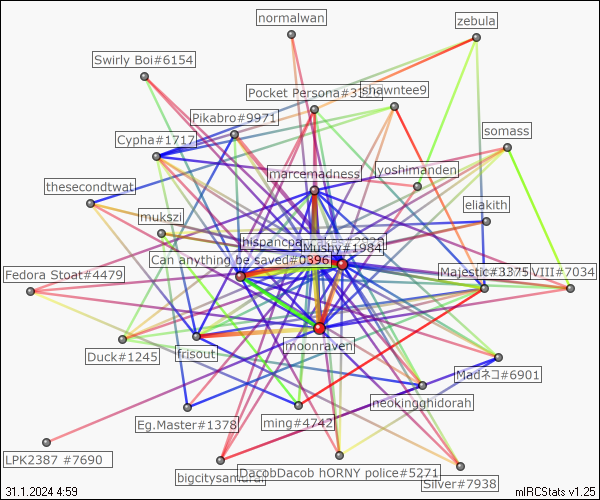 normalwan
zebula
Swirly Boi#6154
Pocket Persona#3
shawntee9
Pikabro#9971
Cypha#1717
somass
marcemadness
yoshimanden
thesecondtwat
eliakith
mukszi
hispancpa
Mushy#1984
Can anything be saved#0396
Fedora Stoat#4479
Majestic#3375
VIII#7034
moonraven
Duck#1245
frisout
Madネコ#6901
neokingghidorah
Eg.Master#1378
ming#4742
LPK2387 #7690
bigcitysamurai
DacobDacob hORNY police#5271
Silver#7938
31.1.2024 4:59
mIRCStats v1.25